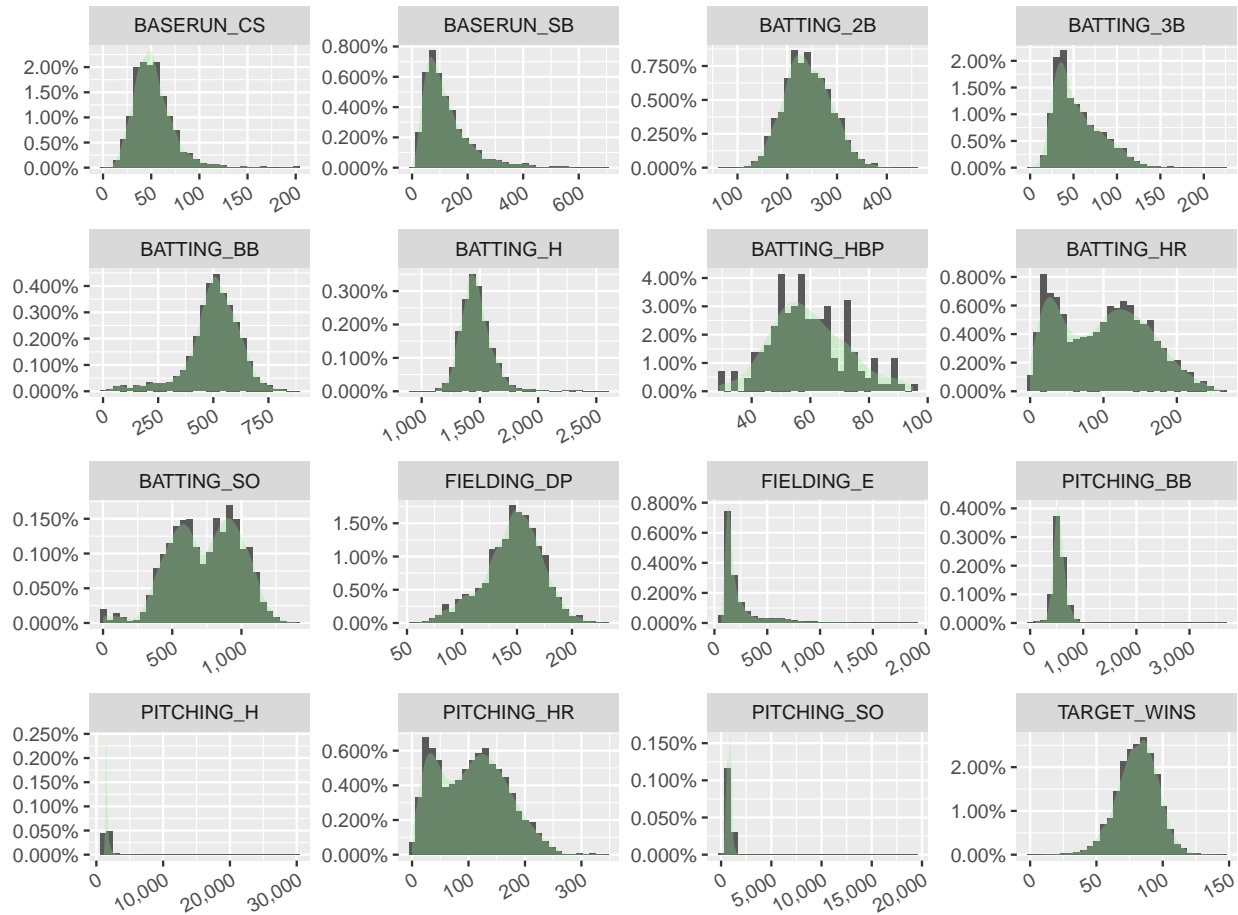 BASERUN_CS BASERUN_SB BATTING_2B BATTING_3B
2.00% 1.50% 1.00% 0.50% 0.00%
0.800% 0.600% 0.400% 0.200% 0.000%
0.750% 0.500% 0.250% 0.000%
2.00% 1.50% 1.00% 0.50% 0.00%
0 50 100 150 200
0 200 400 600
100 200 300 400
0 50 100 150 200
BATTING_BB BATTING_H BATTING_HBP BATTING_HR
0.400% 0.300% 0.200% 0.100% 0.000%
0.300% 0.200% 0.100% 0.000%
4.00% 3.00% 2.00% 1.00% 0.00%
0.800% 0.600% 0.400% 0.200% 0.000%
0 250 500 750
1,000 1,500 2,000 2,500
40 60 80 100
0 100 200
BATTING_SO FIELDING_DP FIELDING_E PITCHING_BB
0.150% 0.100% 0.050% 0.000%
1.50% 1.00% 0.50% 0.00%
0.800% 0.600% 0.400% 0.200% 0.000%
0.400% 0.300% 0.200% 0.100% 0.000%
0 500 1,000
50 100 150 200
0 500 1,000 1,500 2,000
0 1,000 2,000 3,000
PITCHING_H PITCHING_HR PITCHING_SO TARGET_WINS
0.250% 0.200% 0.150% 0.100% 0.050% 0.000%
0.600% 0.400% 0.200% 0.000%
0.150% 0.100% 0.050% 0.000%
2.00% 1.00% 0.00%
0 10,000 20,000 30,000
0 100 200 300
0 5,000 10,000 15,000 20,000
0 50 100 150